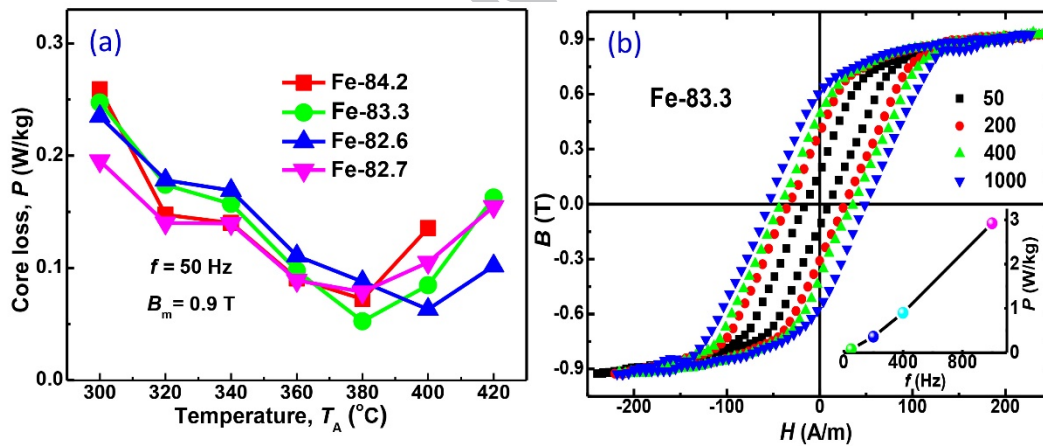 (a)
Fe-84.2
Fe-83.3
Fe-82.6
Fe-82.7
f = 50 Hz
Bm = 0.9 T
Core loss, P (W/kg)
0.3
0.2
0.1
0.0
300 320 340 360 380 400 420
Temperature, TA (°C)
(b)
Fe-83.3
50
200
400
1000
B (T)
0.9
0.6
0.3
0.0
-0.3
-0.6
-0.9
-200 -100 0 100 200
H (A/m)
P (W/kg)
3
2
1
0
0 400 800
f (Hz)